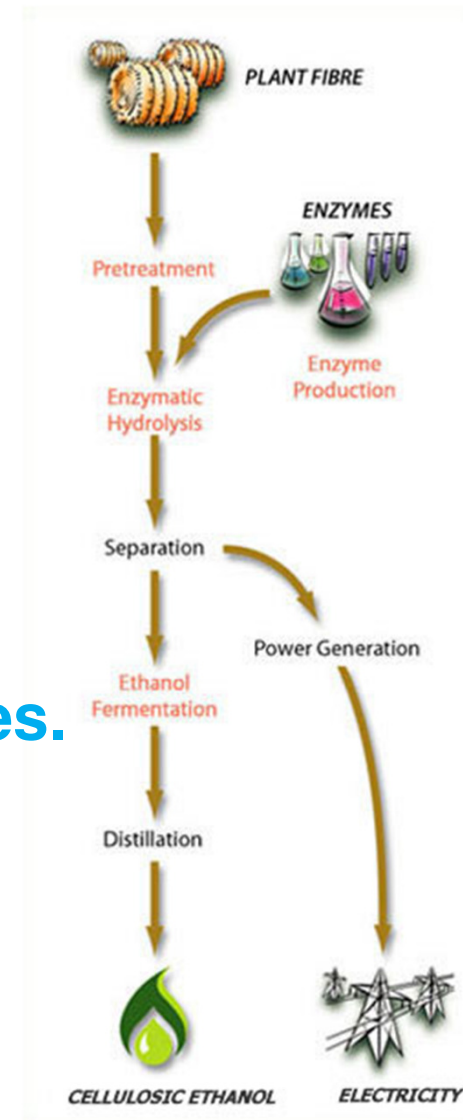 PLANT FIBRE
ENZYMES
Pretreatment
Enzyme
Production
Enzymatic
Hydrolysis
Separation
Power Generation
Ethanol
Fermentation
es.
Distillation
CELLULOSIC ETHANOL
ELECTRICITY